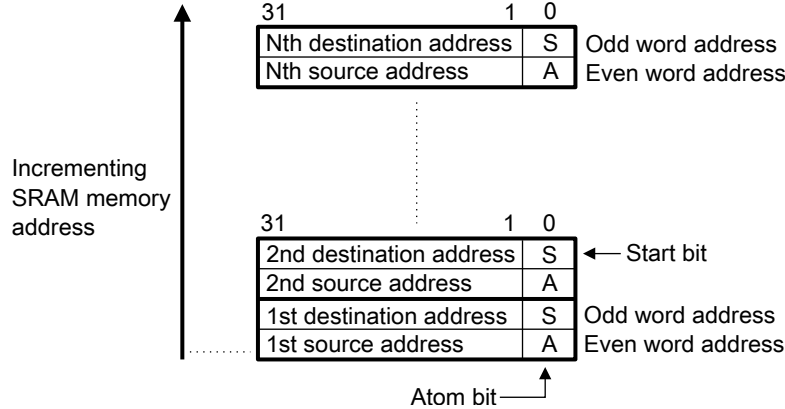 31 1 0
Nth destination address S Odd word address
Nth source address A Even word address
Incrementing
SRAM memory
address
31 1 0
2nd destination address S Start bit
2nd source address A
1st destination address S Odd word address
1st source address A Even word address
Atom bit